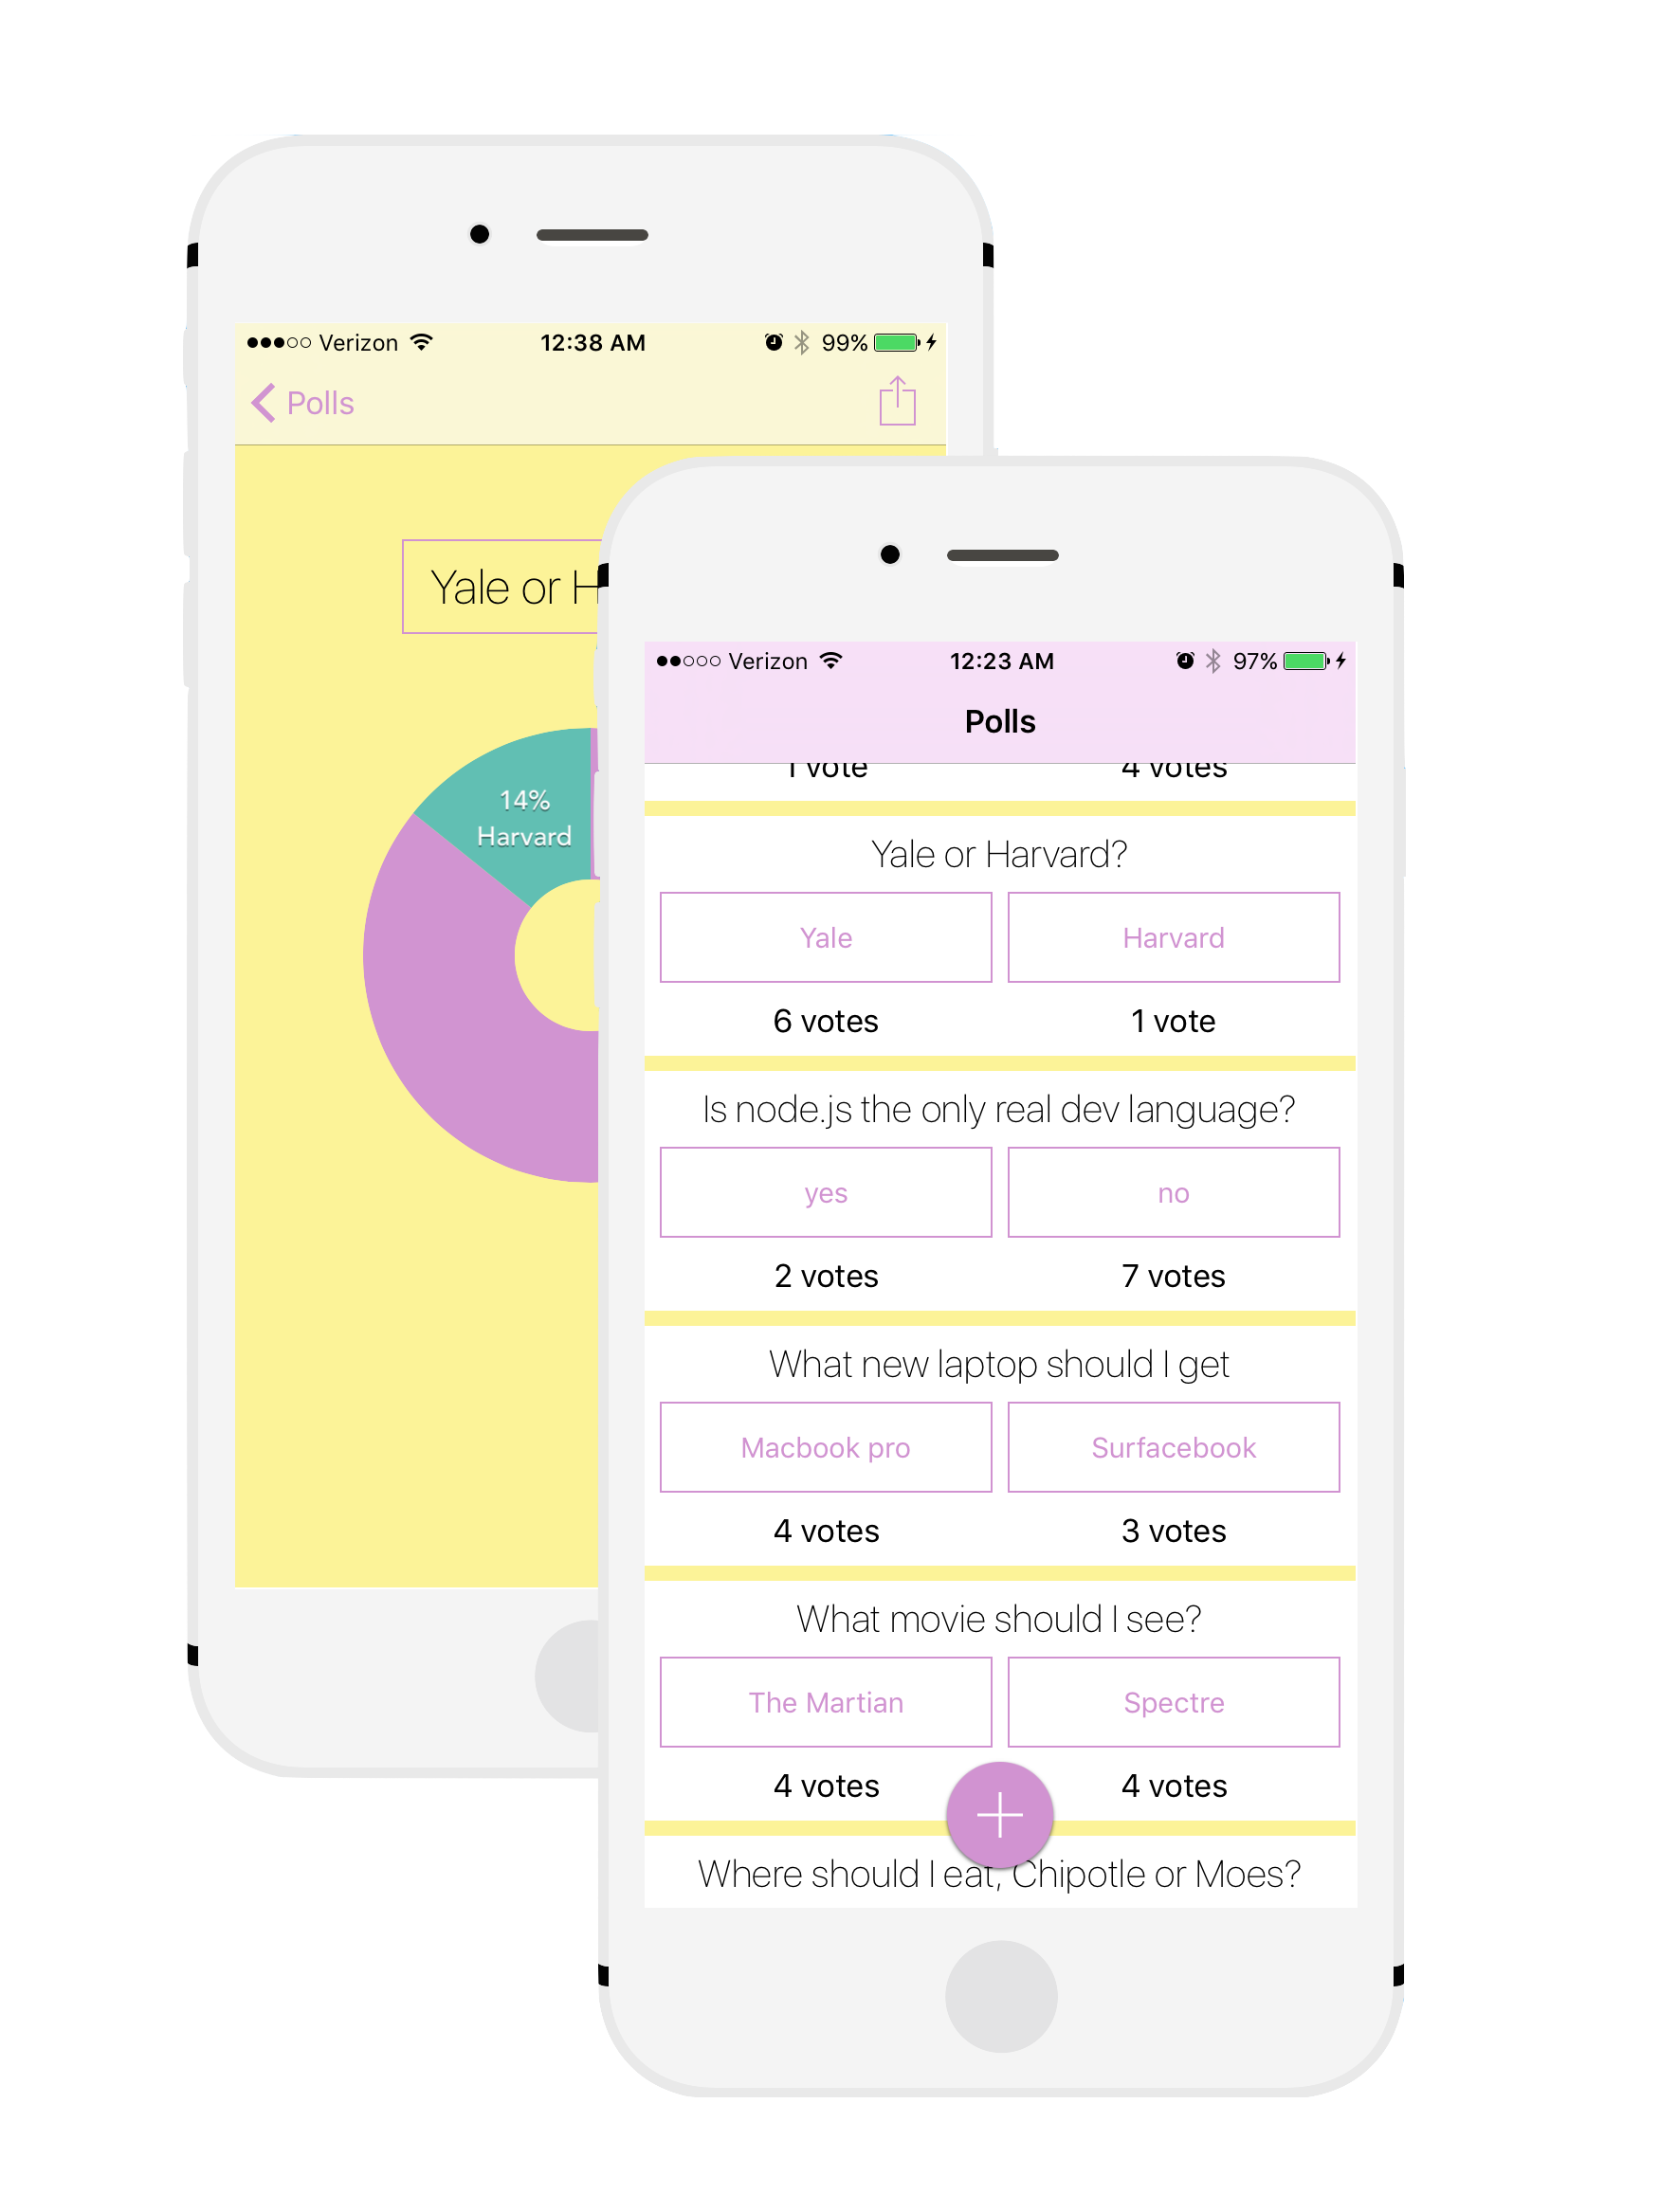 Verizon 12:38 AM 99%
Polls
Yale or H
14%
Harvard
Verizon 12:23 AM 97%
Polls
1 vote 4 votes
Yale or Harvard?
Yale Harvard
6 votes 1 vote
Is node.js the only real dev language?
yes no
2 votes 7 votes
What new laptop should I get
Macbook pro Surfacebook
4 votes 3 votes
What movie should I see?
The Martian Spectre
4 votes 4 votes
Where should I eat, Chipotle or Moes?